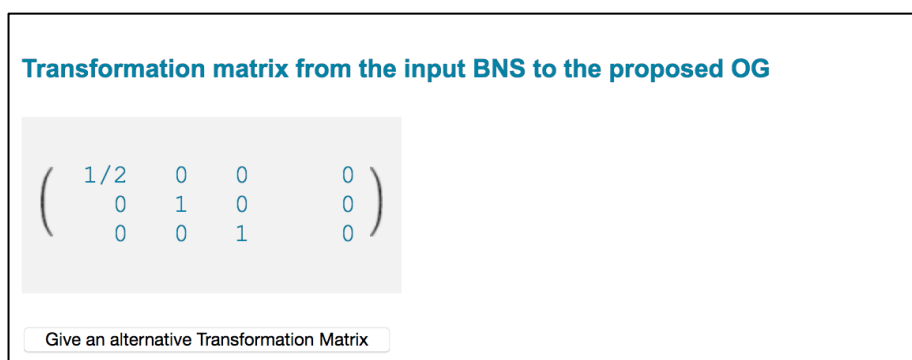 Transformation matrix from the input BNS to the proposed OG
( 1/2 0 0 0 )
0 1 0 0
0 0 1 0
Give an alternative Transformation Matrix